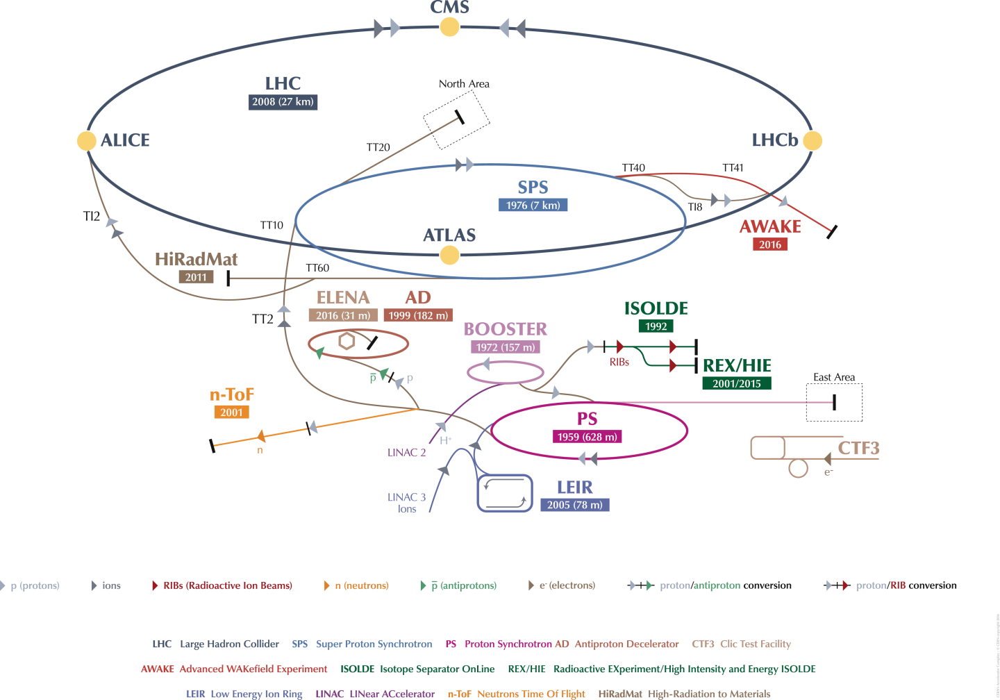 CMS
LHC
2008 (27 km)
North Area
ALICE
LHCb
TT20
TT40
TT41
SPS
1976 (7 km)
TI8
TI2
TT10
ATLAS
AWAKE
2016
HiRadMat
2011
TT60
ELENA
2016 (31 m)
AD
1999 (182 m)
TT2
ISOLDE
1992
BOOSTER
1972 (157 m)
RIBs
REX/HIE
2001/2015
p̅
p
East Area
n-ToF
2001
PS
1959 (628 m)
H⁺
n
LINAC 2
CTF3
e⁻
LINAC 3
Ions
LEIR
2005 (78 m)
p (protons) ions RIBs (Radioactive Ion Beams) n (neutrons) p̅ (antiprotons) e⁻ (electrons) proton/antiproton conversion proton/RIB conversion
LHC Large Hadron Collider SPS Super Proton Synchrotron PS Proton Synchrotron AD Antiproton Decelerator CTF3 Clic Test Facility
AWAKE Advanced WAKefield Experiment ISOLDE Isotope Separator OnLine REX/HIE Radioactive EXperiment/High Intensity and Energy ISOLDE
LEIR Low Energy Ion Ring LINAC LINear ACcelerator n-ToF Neutrons Time Of Flight HiRadMat High-Radiation to Materials